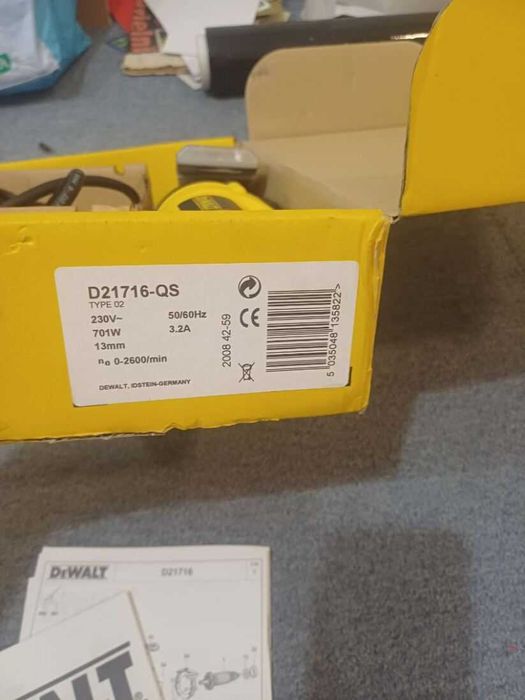 D21716-QS
TYPE 02
230V~ 50/60Hz
701W 3.2A
13mm
n₀ 0-2600/min
DEWALT, IDSTEIN-GERMANY
2008 42-59
CE
5 035048 135822>
DEWALT D21716